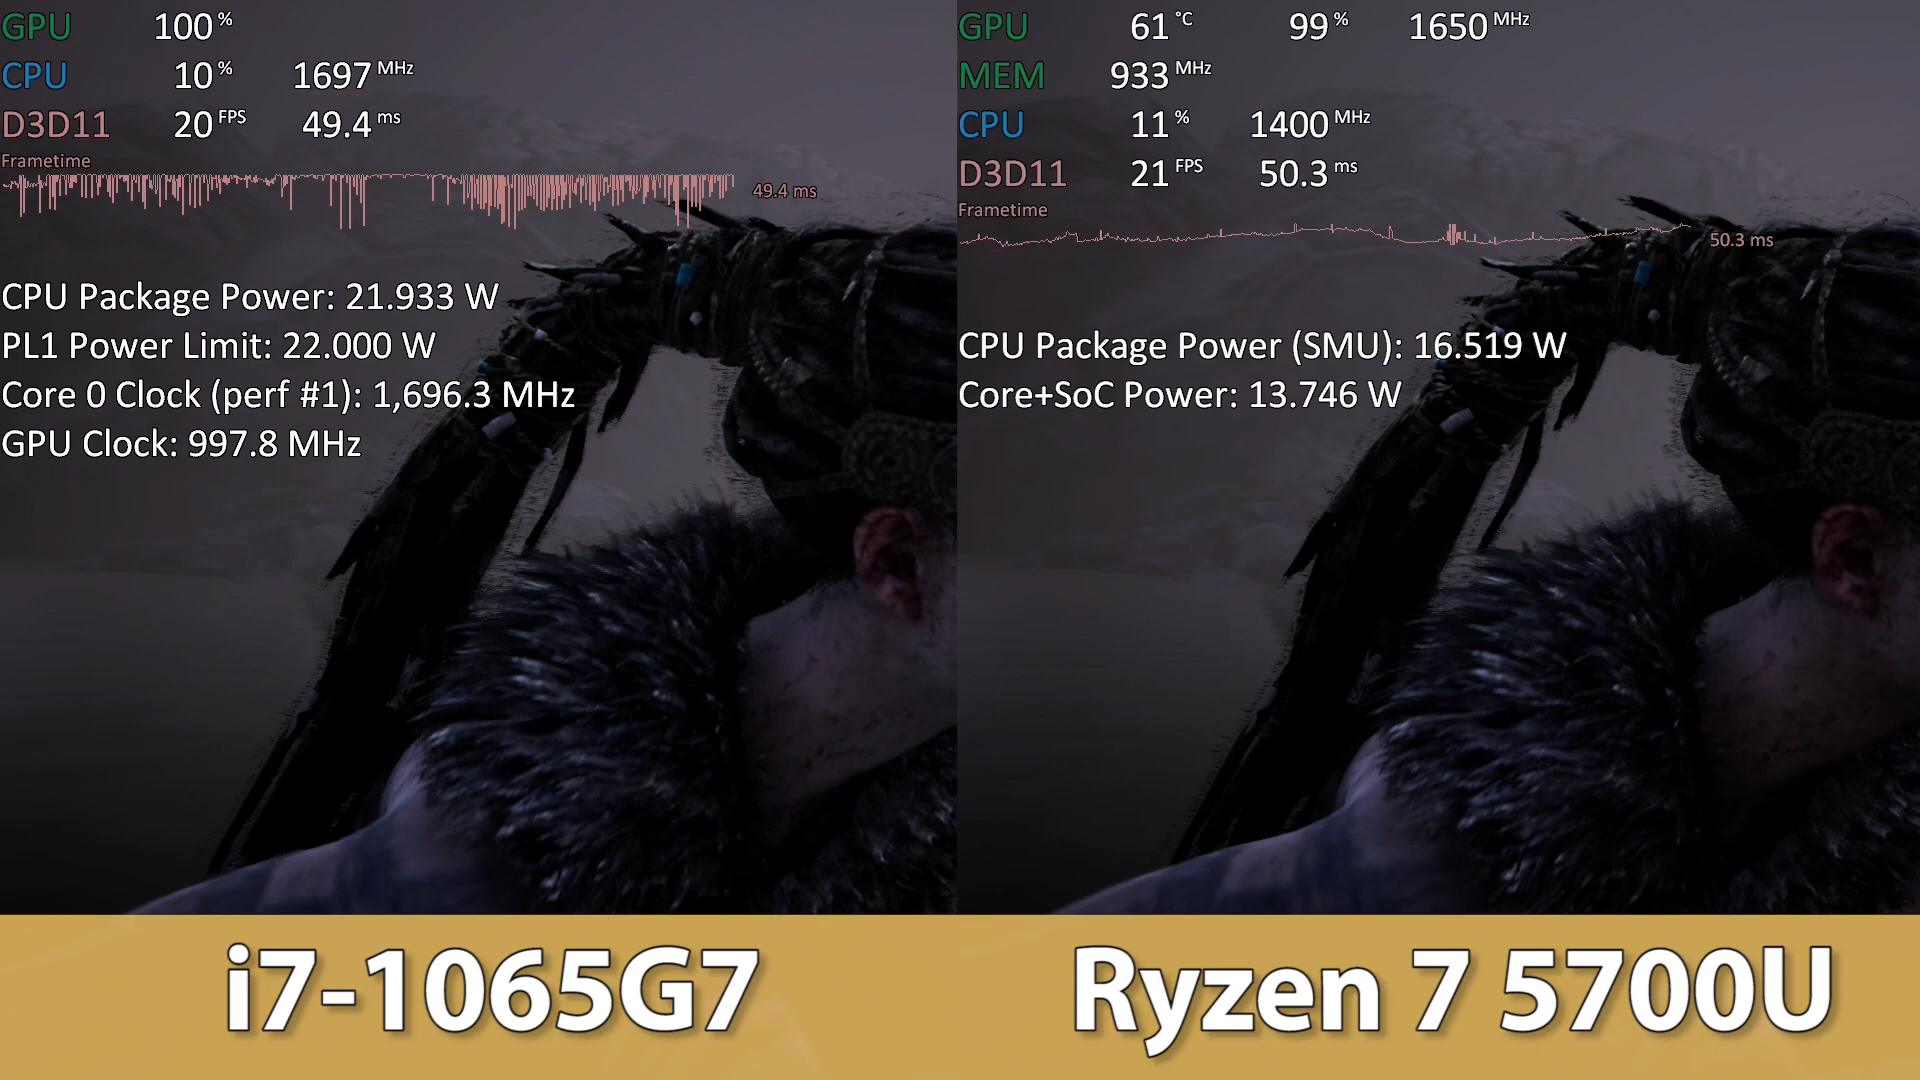 GPU 100 %
CPU 10 % 1697 MHz
D3D11 20 FPS 49.4 ms
Frametime
49.4 ms
CPU Package Power: 21.933 W
PL1 Power Limit: 22.000 W
Core 0 Clock (perf #1): 1,696.3 MHz
GPU Clock: 997.8 MHz
GPU 61 °C 99 % 1650 MHz
MEM 933 MHz
CPU 11 % 1400 MHz
D3D11 21 FPS 50.3 ms
Frametime
50.3 ms
CPU Package Power (SMU): 16.519 W
Core+SoC Power: 13.746 W
i7-1065G7
Ryzen 7 5700U